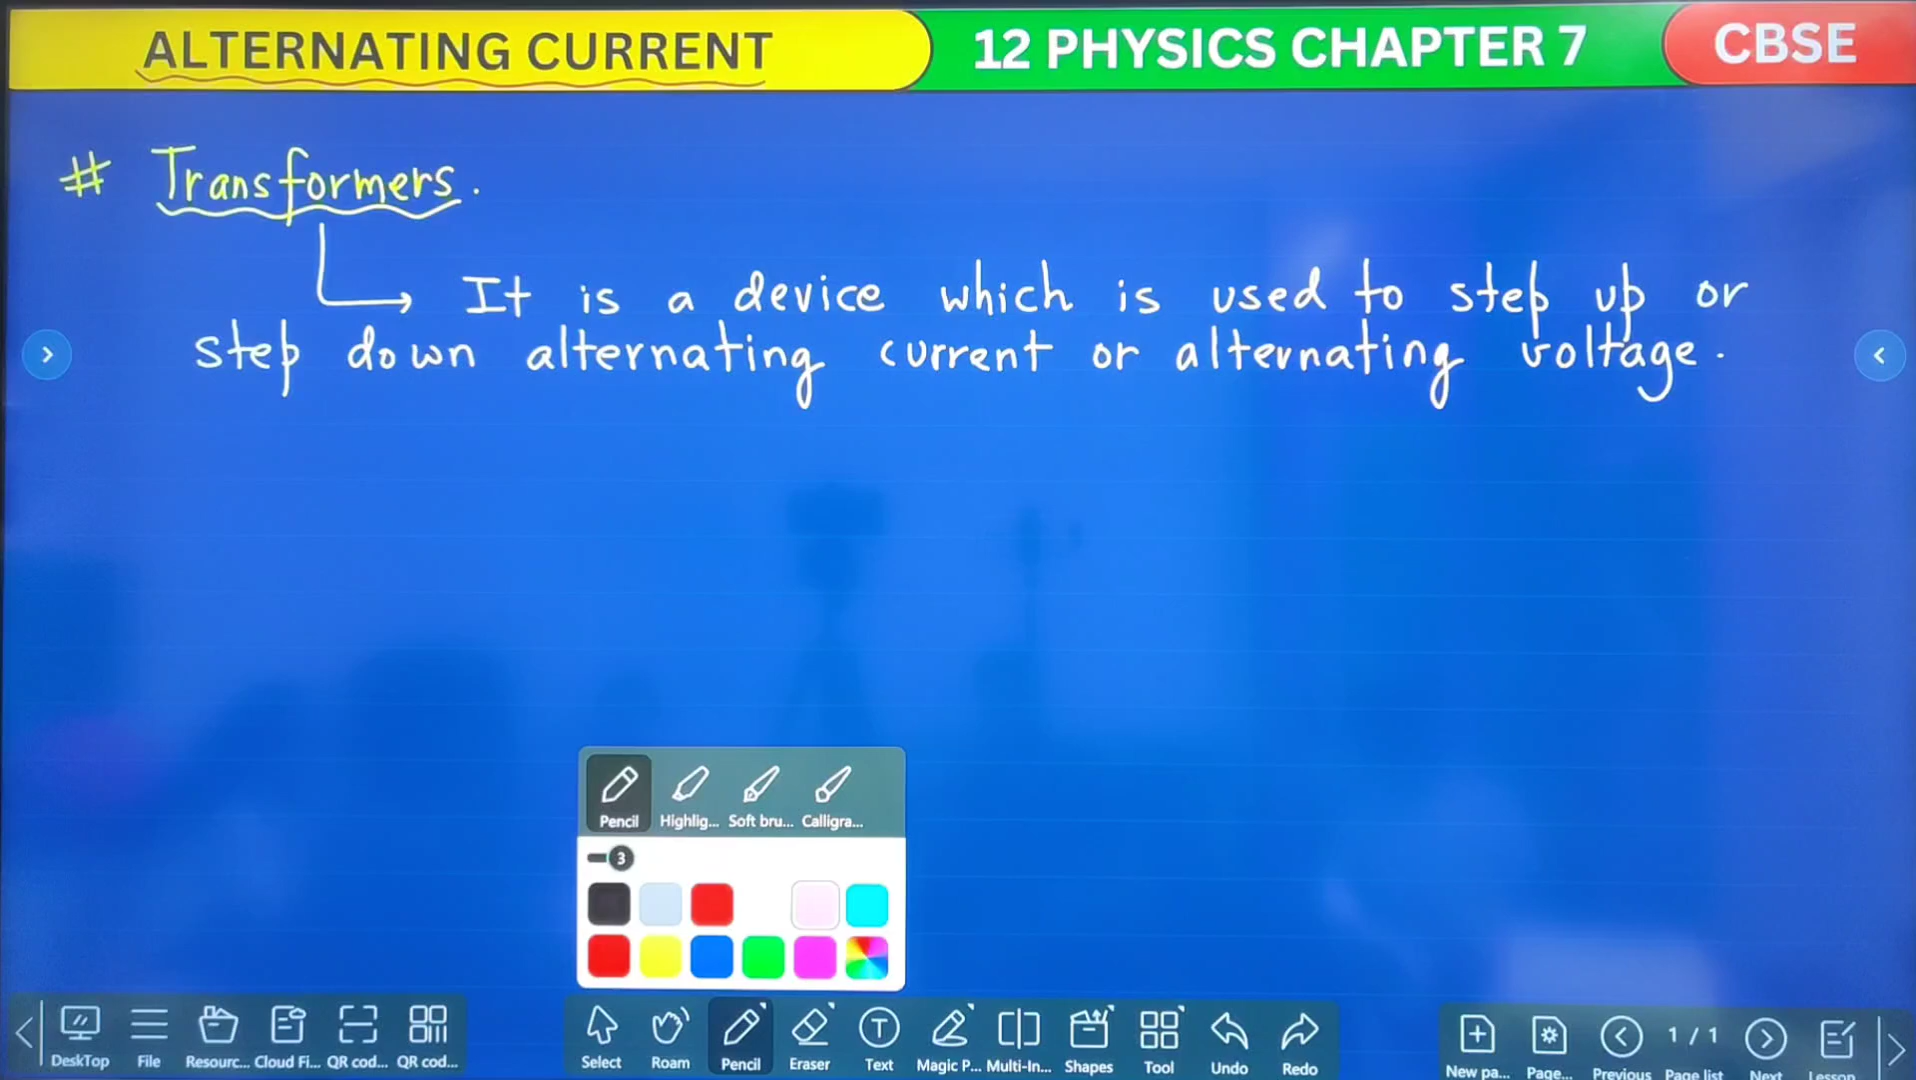 ALTERNATING CURRENT
12 PHYSICS CHAPTER 7
CBSE
# Transformers.
It is a device which is used to step up or
step down alternating current or alternating voltage.
Pencil Highlig... Soft bru... Calligra...
3
DeskTop File Resourc... Cloud Fi... QR cod... QR cod...
Select Roam Pencil Eraser Text Magic P... Multi-In... Shapes Tool Undo Redo
1 / 1
New pa... Page... Previous Page list Next Lesson